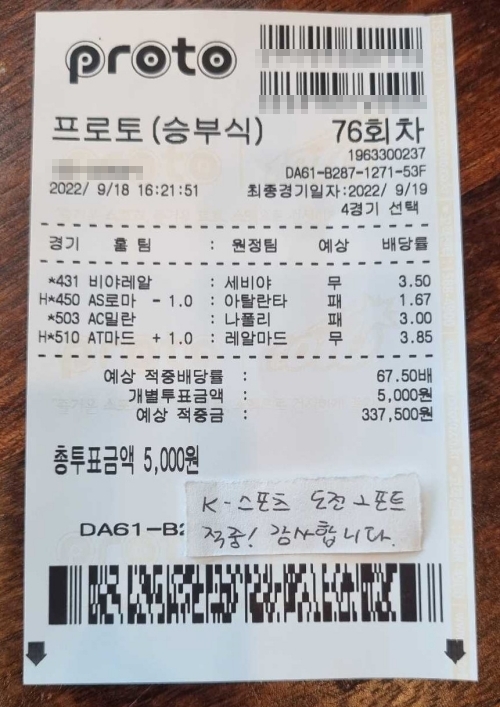 proto
프로토(승부식) 76회차
1963300237
DA61-B287-1271-53F
2022/ 9/18 16:21:51 최종경기일자:2022/ 9/19
4경기 선택
경기 홈 팀 : 원정팀 예상 배당률
*431 비야레알 : 세비야 무 3.50
H*450 AS로마 - 1.0 : 아탈란타 패 1.67
*503 AC밀란 : 나폴리 패 3.00
H*510 AT마드 + 1.0 : 레알마드 무 3.85
예상 적중배당률 : 67.50배
개별투표금액 : 5,000원
예상 적중금 : 337,500원
총투표금액 5,000원
K-스포츠 도전
적중! 감사합니다.
DA61-B2